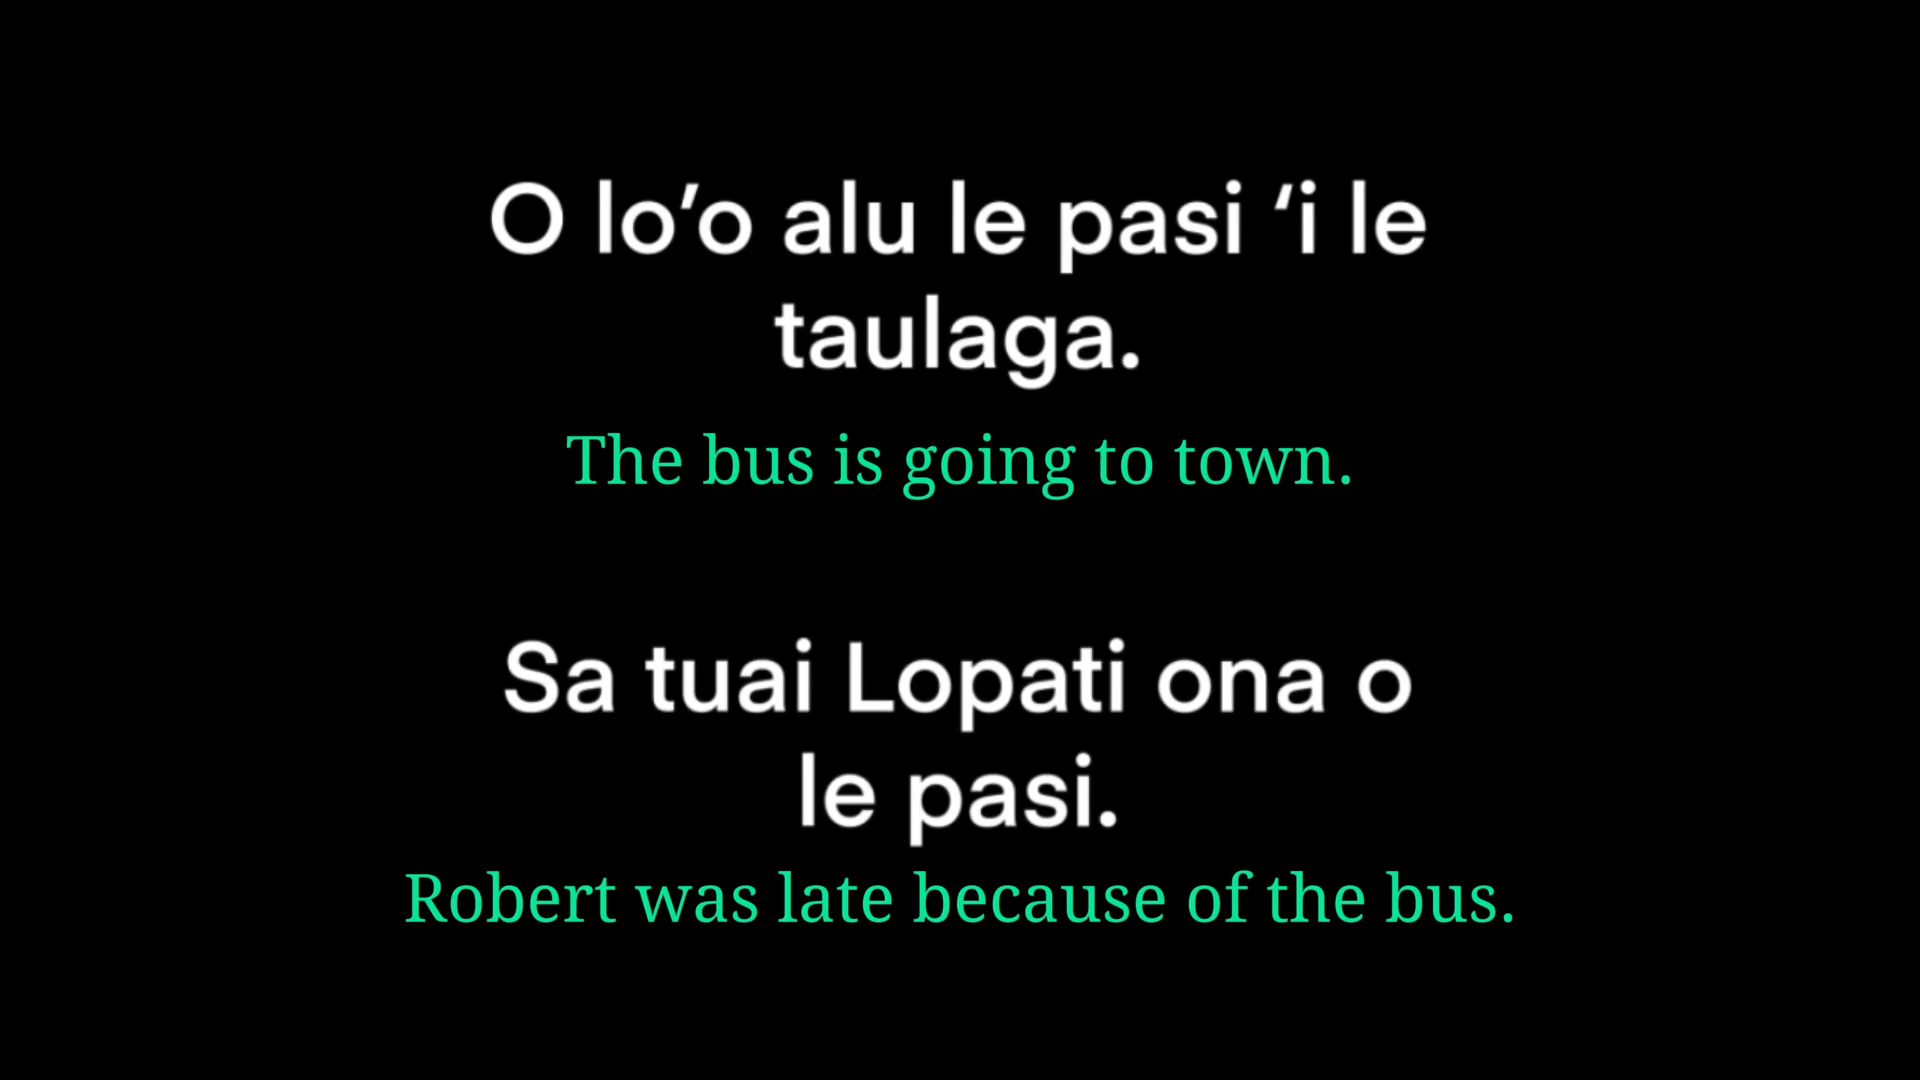 O lo’o alu le pasi ‘i le
taulaga.
The bus is going to town.
Sa tuai Lopati ona o
le pasi.
Robert was late because of the bus.